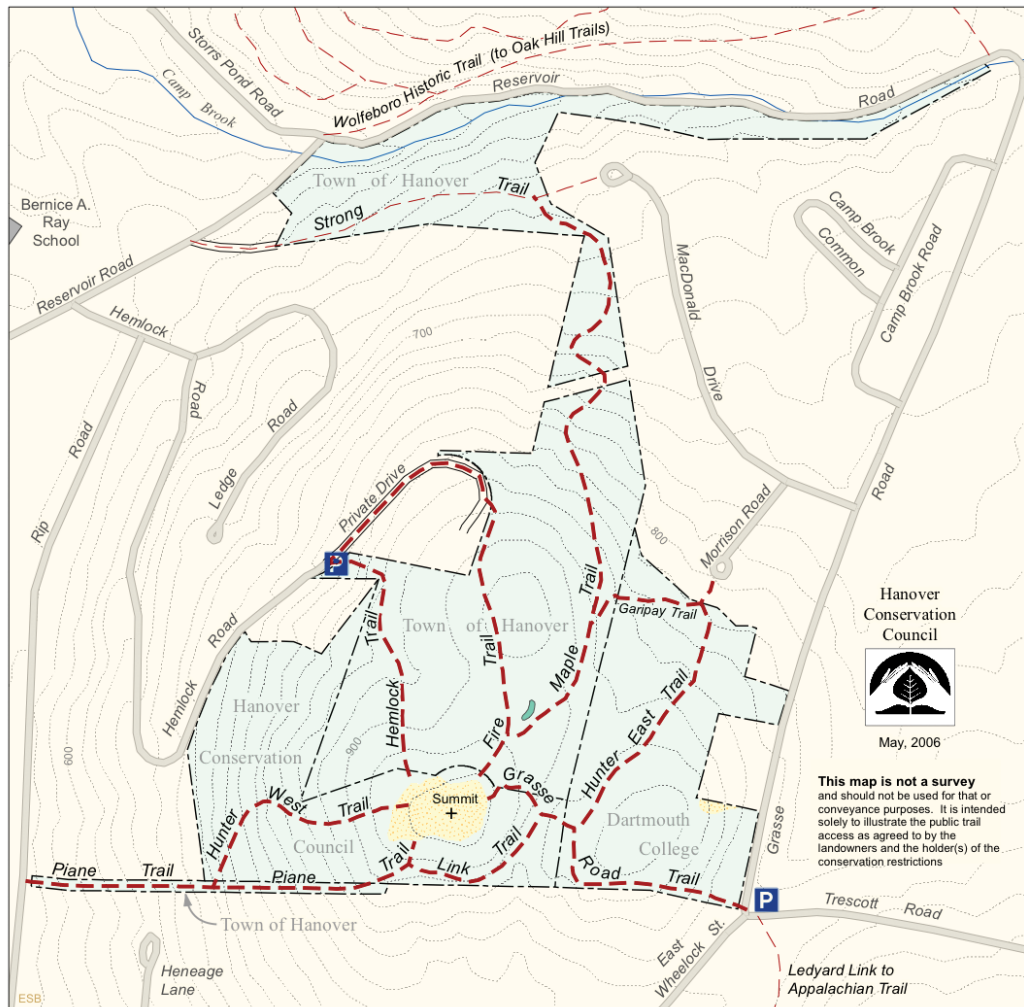 Storrs Pond Road
Camp Brook
Wolfeboro Historic Trail (to Oak Hill Trails)
Reservoir Road
Bernice A.
Ray
School
Town of Hanover
Strong Trail
Reservoir Road
Hemlock Road
MacDonald Drive
Camp Brook
Common
Camp Brook Road
700
Rip Road
Ledge Road
Private Drive
P
800
Morrison Road
Grasse Road
Hanover
Conservation
Council
May, 2006
This map is not a survey
and should not be used for that or
conveyance purposes. It is intended
solely to illustrate the public trail
access as agreed to by the
landowners and the holder(s) of the
conservation restrictions
Town of Hanover
Garipay Trail
Hemlock Road
Hemlock Trail
Fire Trail
Maple Trail
Hunter East Trail
Hanover
Conservation
Council
600
900
Summit
Hunter West Trail
Grasse Road Trail
Link Trail
Dartmouth
College
Piane Trail
Piane Trail
Town of Hanover
P
Trescott Road
East
Wheelock St.
Heneage
Lane
Ledyard Link to
Appalachian Trail
ESB